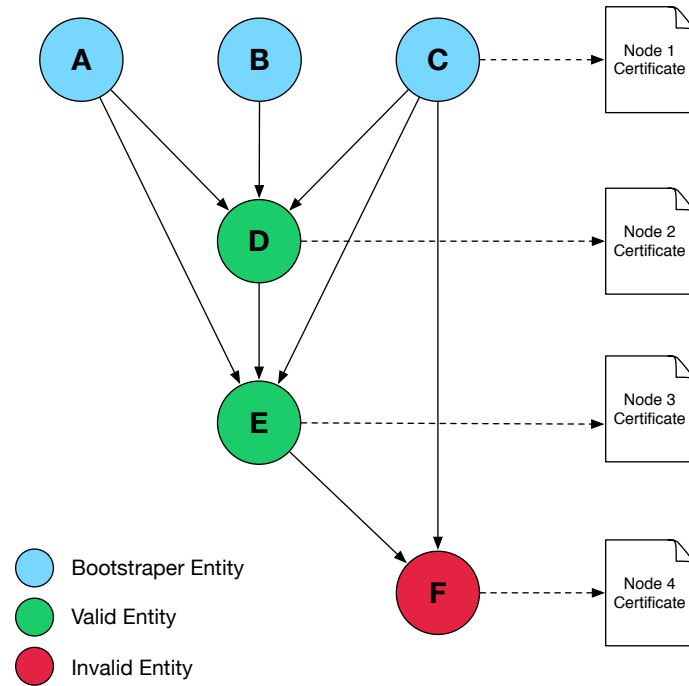 A
B
C
Node 1
Certificate
D
Node 2
Certificate
E
Node 3
Certificate
F
Node 4
Certificate
Bootstraper Entity
Valid Entity
Invalid Entity